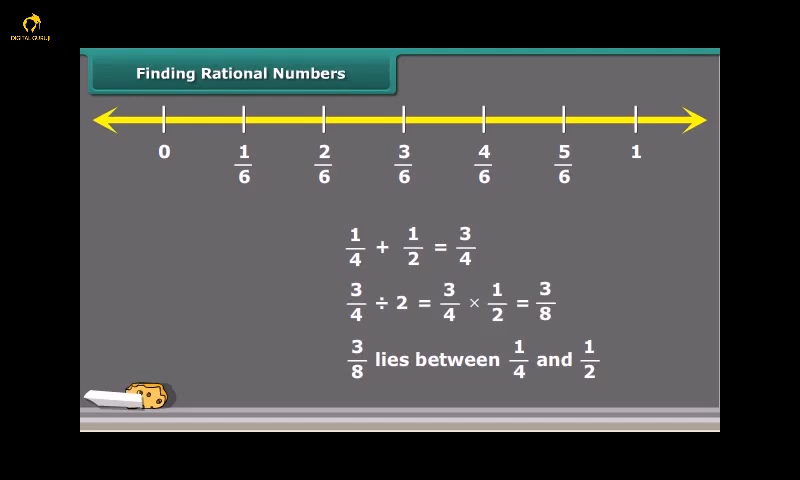 DIGITAL GURUJI
Finding Rational Numbers
0 1/6 2/6 3/6 4/6 5/6 1
1/4 + 1/2 = 3/4
3/4 ÷ 2 = 3/4 × 1/2 = 3/8
3/8 lies between 1/4 and 1/2